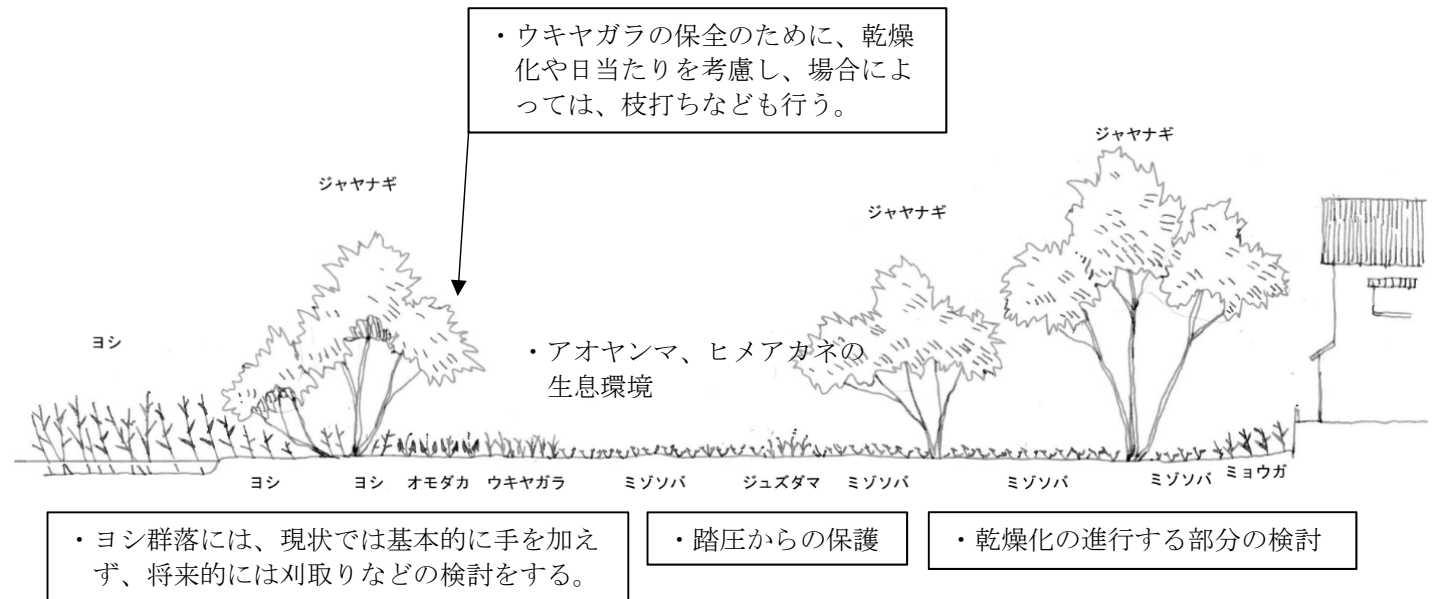 ・ウキヤガラの保全のために、乾燥
化や日当たりを考慮し、場合によ
っては、枝打ちなども行う。
ジャヤナギ
ジャヤナギ
ジャヤナギ
ヨシ
・アオヤンマ、ヒメアカネの
生息環境
ヨシ
ヨシ
オモダカ
ウキヤガラ
ミゾソバ
ジュズダマ
ミゾソバ
ミゾソバ
ミゾソバ
ミョウガ
・ヨシ群落には、現状では基本的に手を加え
ず、将来的には刈取りなどの検討をする。
・踏圧からの保護
・乾燥化の進行する部分の検討